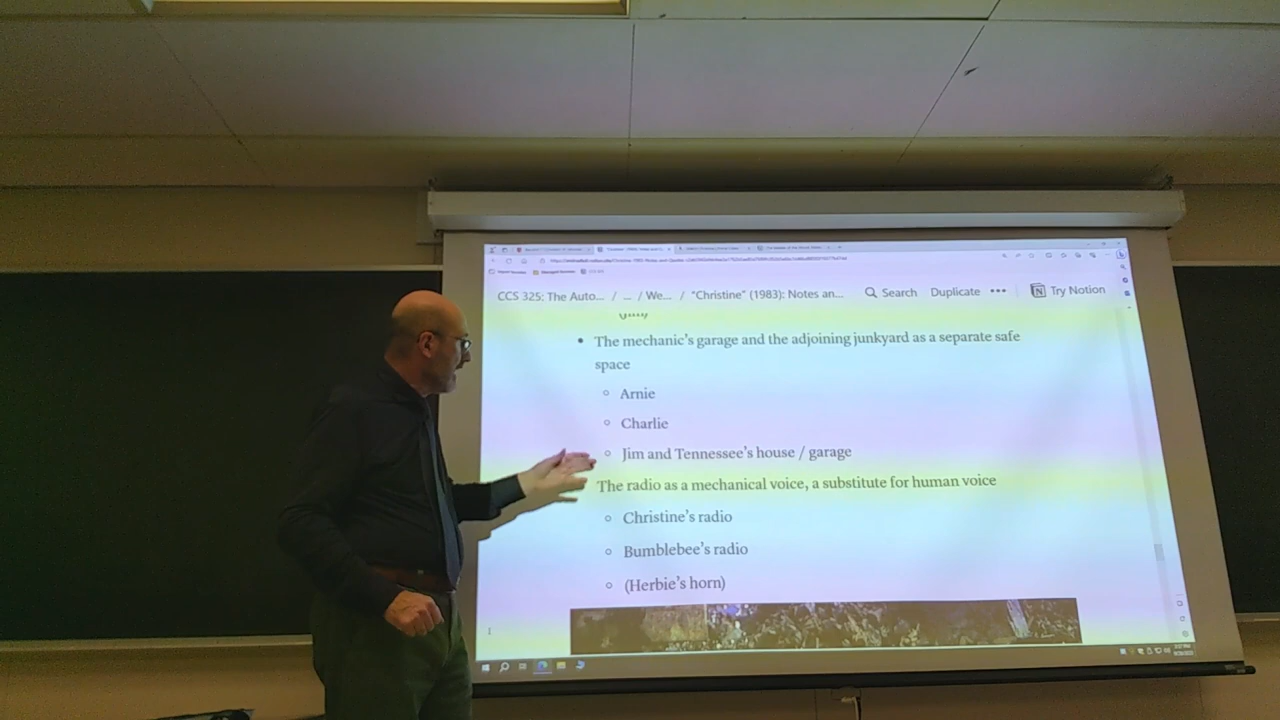 CCS 325: The Auto... / ... / We... / "Christine" (1983): Notes an... Search Duplicate ••• Try Notion
• The mechanic's garage and the adjoining junkyard as a separate safe
space
◦ Arnie
◦ Charlie
◦ Jim and Tennessee's house / garage
The radio as a mechanical voice, a substitute for human voice
◦ Christine's radio
◦ Bumblebee's radio
◦ (Herbie's horn)